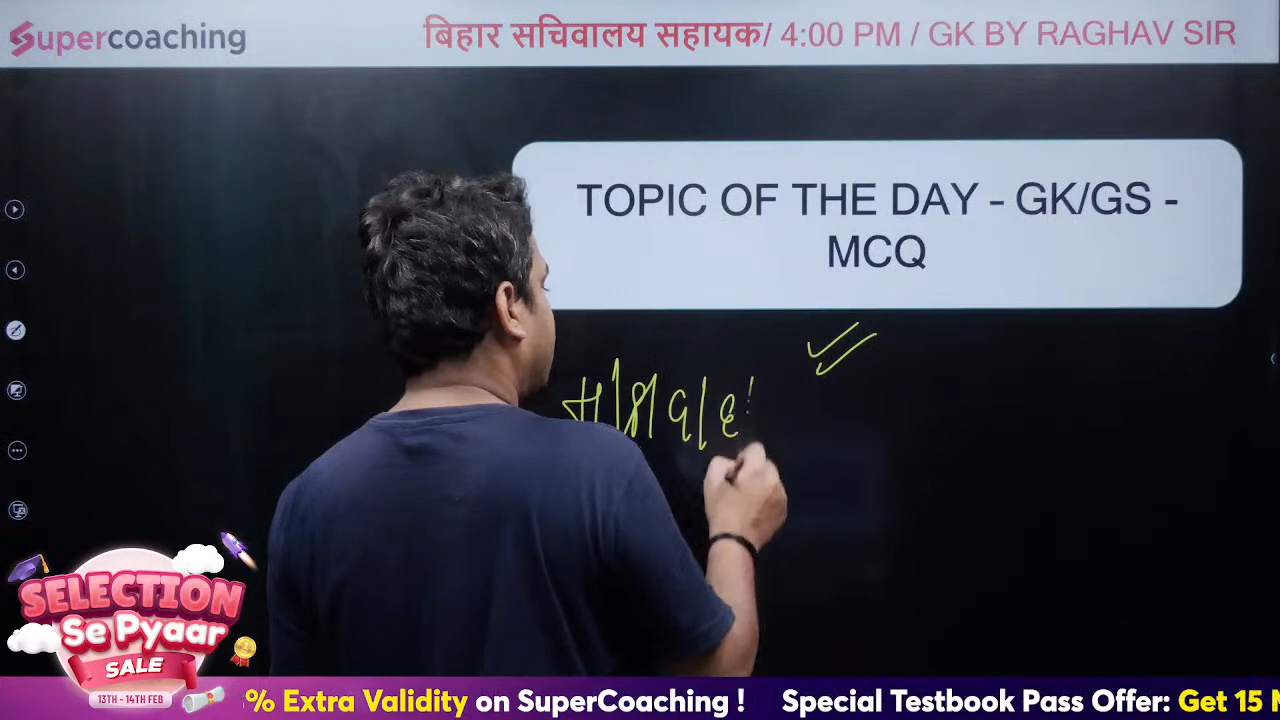 Supercoaching
बिहार सचिवालय सहायक/ 4:00 PM / GK BY RAGHAV SIR
TOPIC OF THE DAY - GK/GS -
MCQ
SELECTION
Se Pyaar
SALE
13TH - 14TH FEB
% Extra Validity on SuperCoaching ! Special Testbook Pass Offer: Get 15